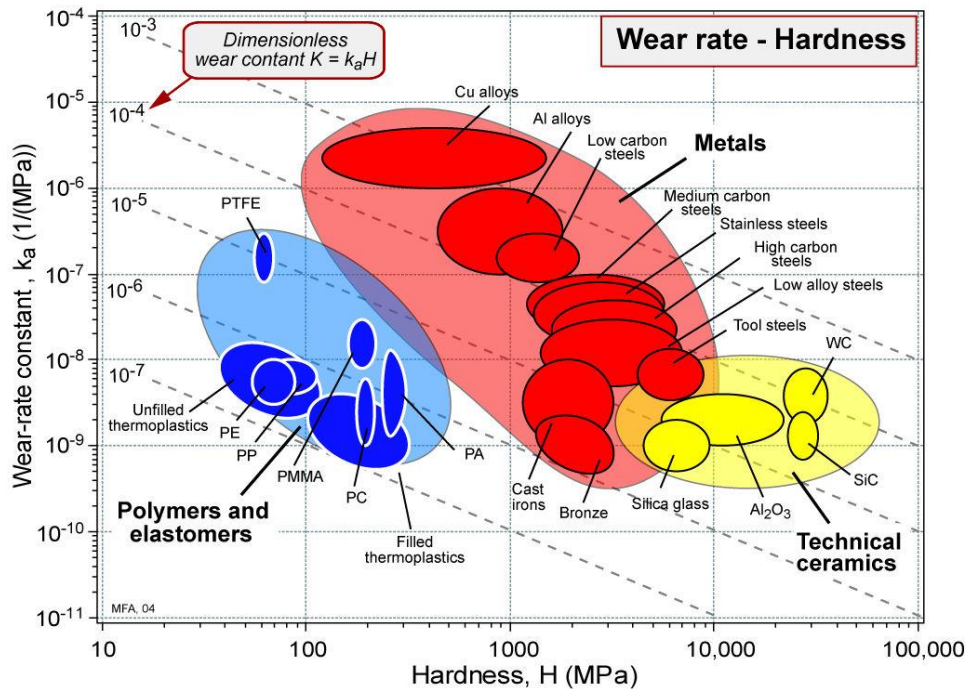 Wear rate - Hardness
Dimensionless
wear contant K = kₐH
10⁻³
10⁻⁴
10⁻⁵
10⁻⁶
10⁻⁷
Wear-rate constant , kₐ (1/(MPa))
10⁻⁴
10⁻⁵
10⁻⁶
10⁻⁷
10⁻⁸
10⁻⁹
10⁻¹⁰
10⁻¹¹
Cu alloys
Al alloys
Low carbon
steels
Metals
Medium carbon
steels
Stainless steels
High carbon
steels
Low alloy steels
Tool steels
WC
PTFE
Unfilled
thermoplastics
PE
PP
PMMA
PC
PA
Polymers and
elastomers
Filled
thermoplastics
Cast
irons
Bronze
Silica glass
Al₂O₃
SiC
Technical
ceramics
MFA, 04
10
100
1000
10,000
100,000
Hardness, H (MPa)